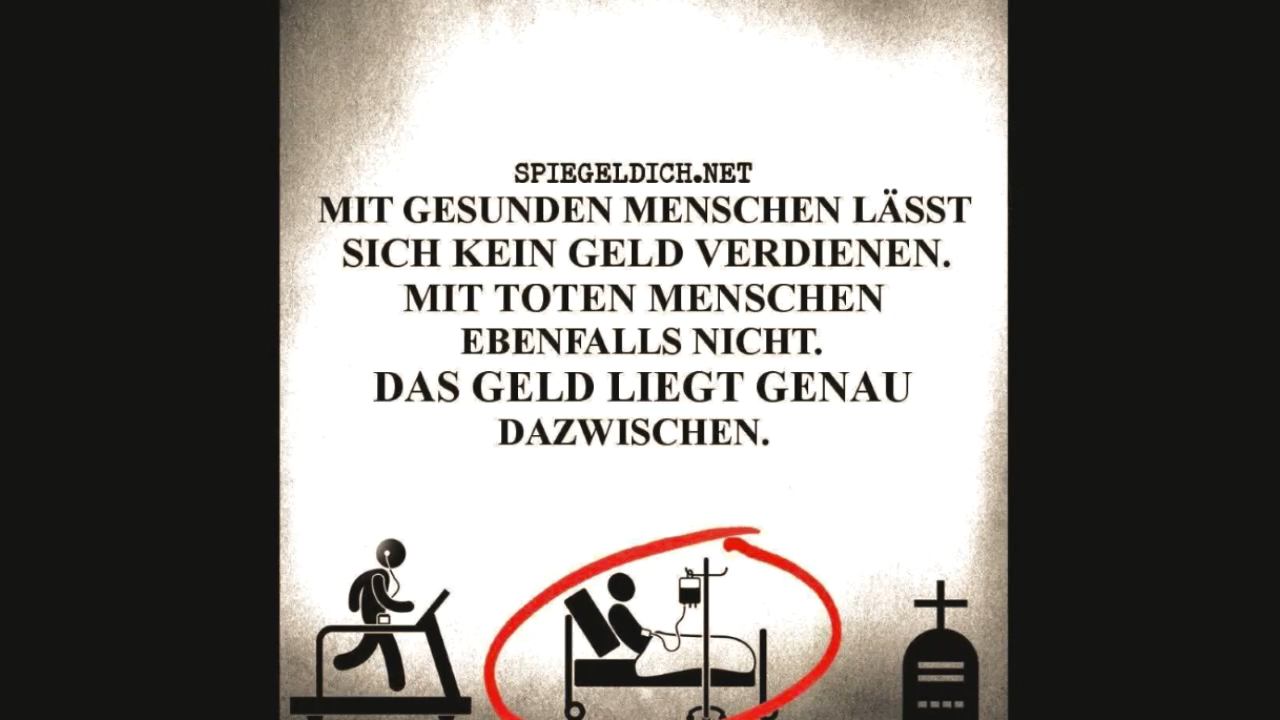 SPIEGELDICH.NET
MIT GESUNDEN MENSCHEN LÄSST
SICH KEIN GELD VERDIENEN.
MIT TOTEN MENSCHEN
EBENFALLS NICHT.
DAS GELD LIEGT GENAU
DAZWISCHEN.